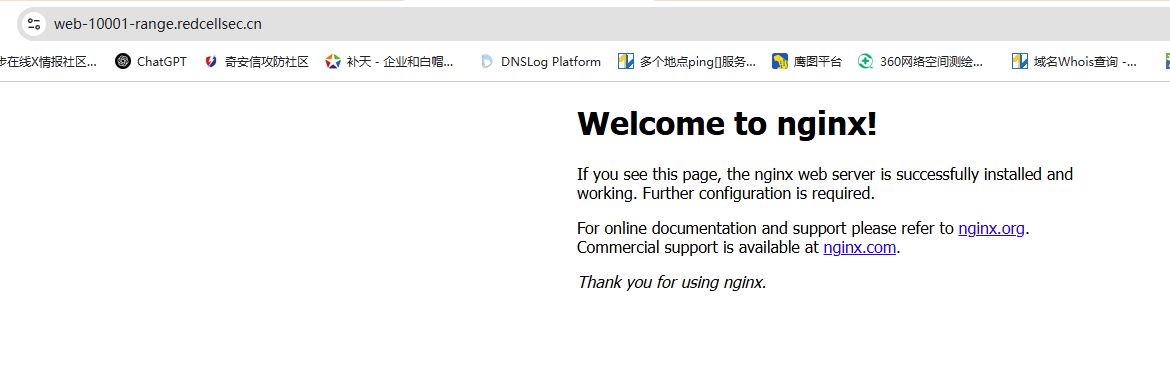 web-10001-range.redcellsec.cn
步在线X情报社区... ChatGPT 奇安信攻防社区 补天 - 企业和白帽... DNSLog Platform 多个地点ping[]服务... 鹰图平台 360网络空间测绘... 域名Whois查询 -...
Welcome to nginx!
If you see this page, the nginx web server is successfully installed and
working. Further configuration is required.
For online documentation and support please refer to nginx.org.
Commercial support is available at nginx.com.
Thank you for using nginx.